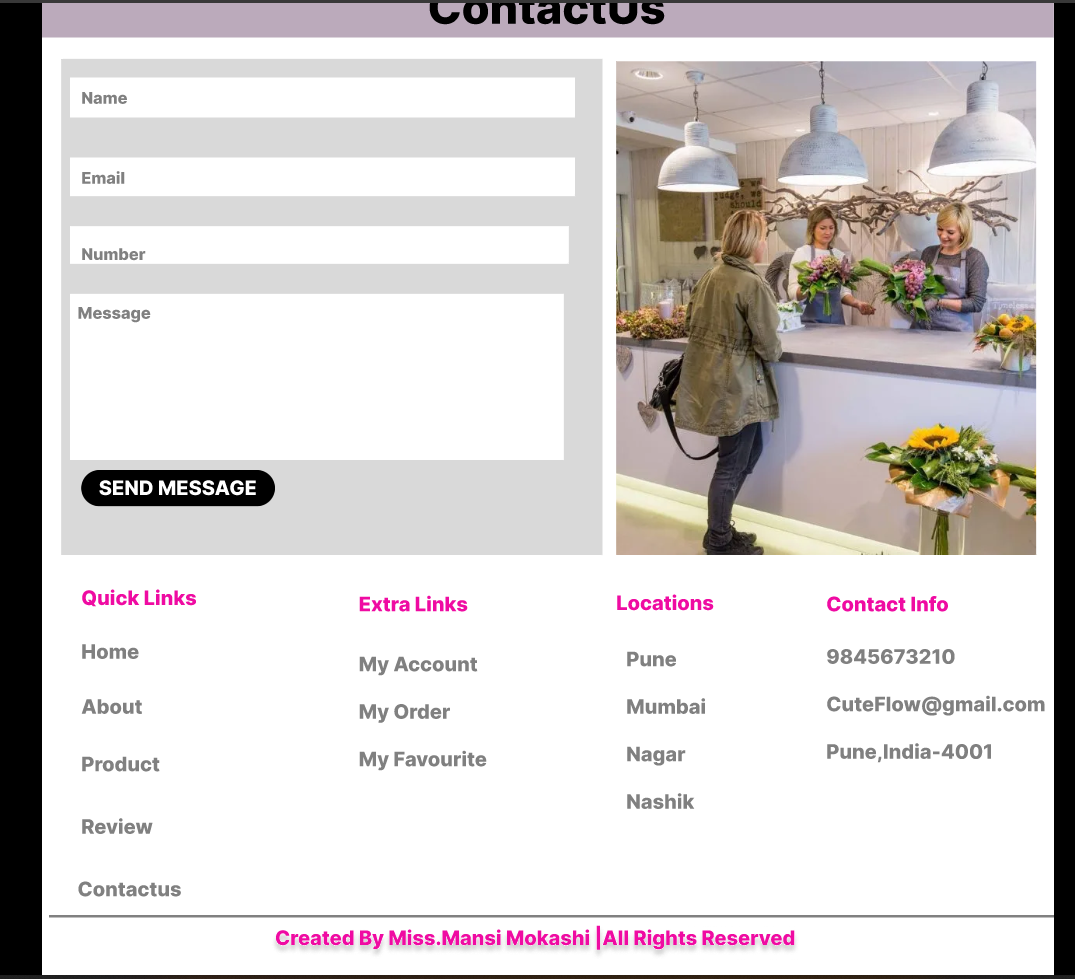 ContactUs
Name
Email
Number
Message
SEND MESSAGE
Quick Links
Home
About
Product
Review
Contactus
Extra Links
My Account
My Order
My Favourite
Locations
Pune
Mumbai
Nagar
Nashik
Contact Info
9845673210
CuteFlow@gmail.com
Pune,India-4001
Created By Miss.Mansi Mokashi |All Rights Reserved